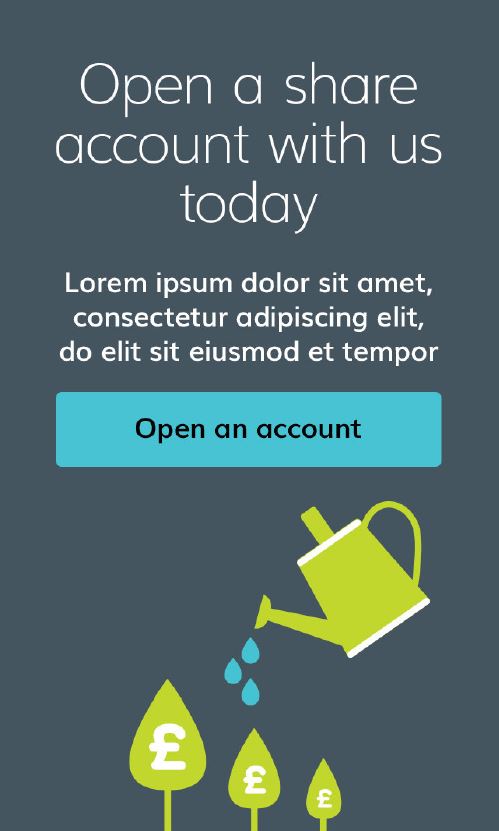 Open a share
account with us
today
Lorem ipsum dolor sit amet,
consectetur adipiscing elit,
do elit sit eiusmod et tempor
Open an account
£
£
£